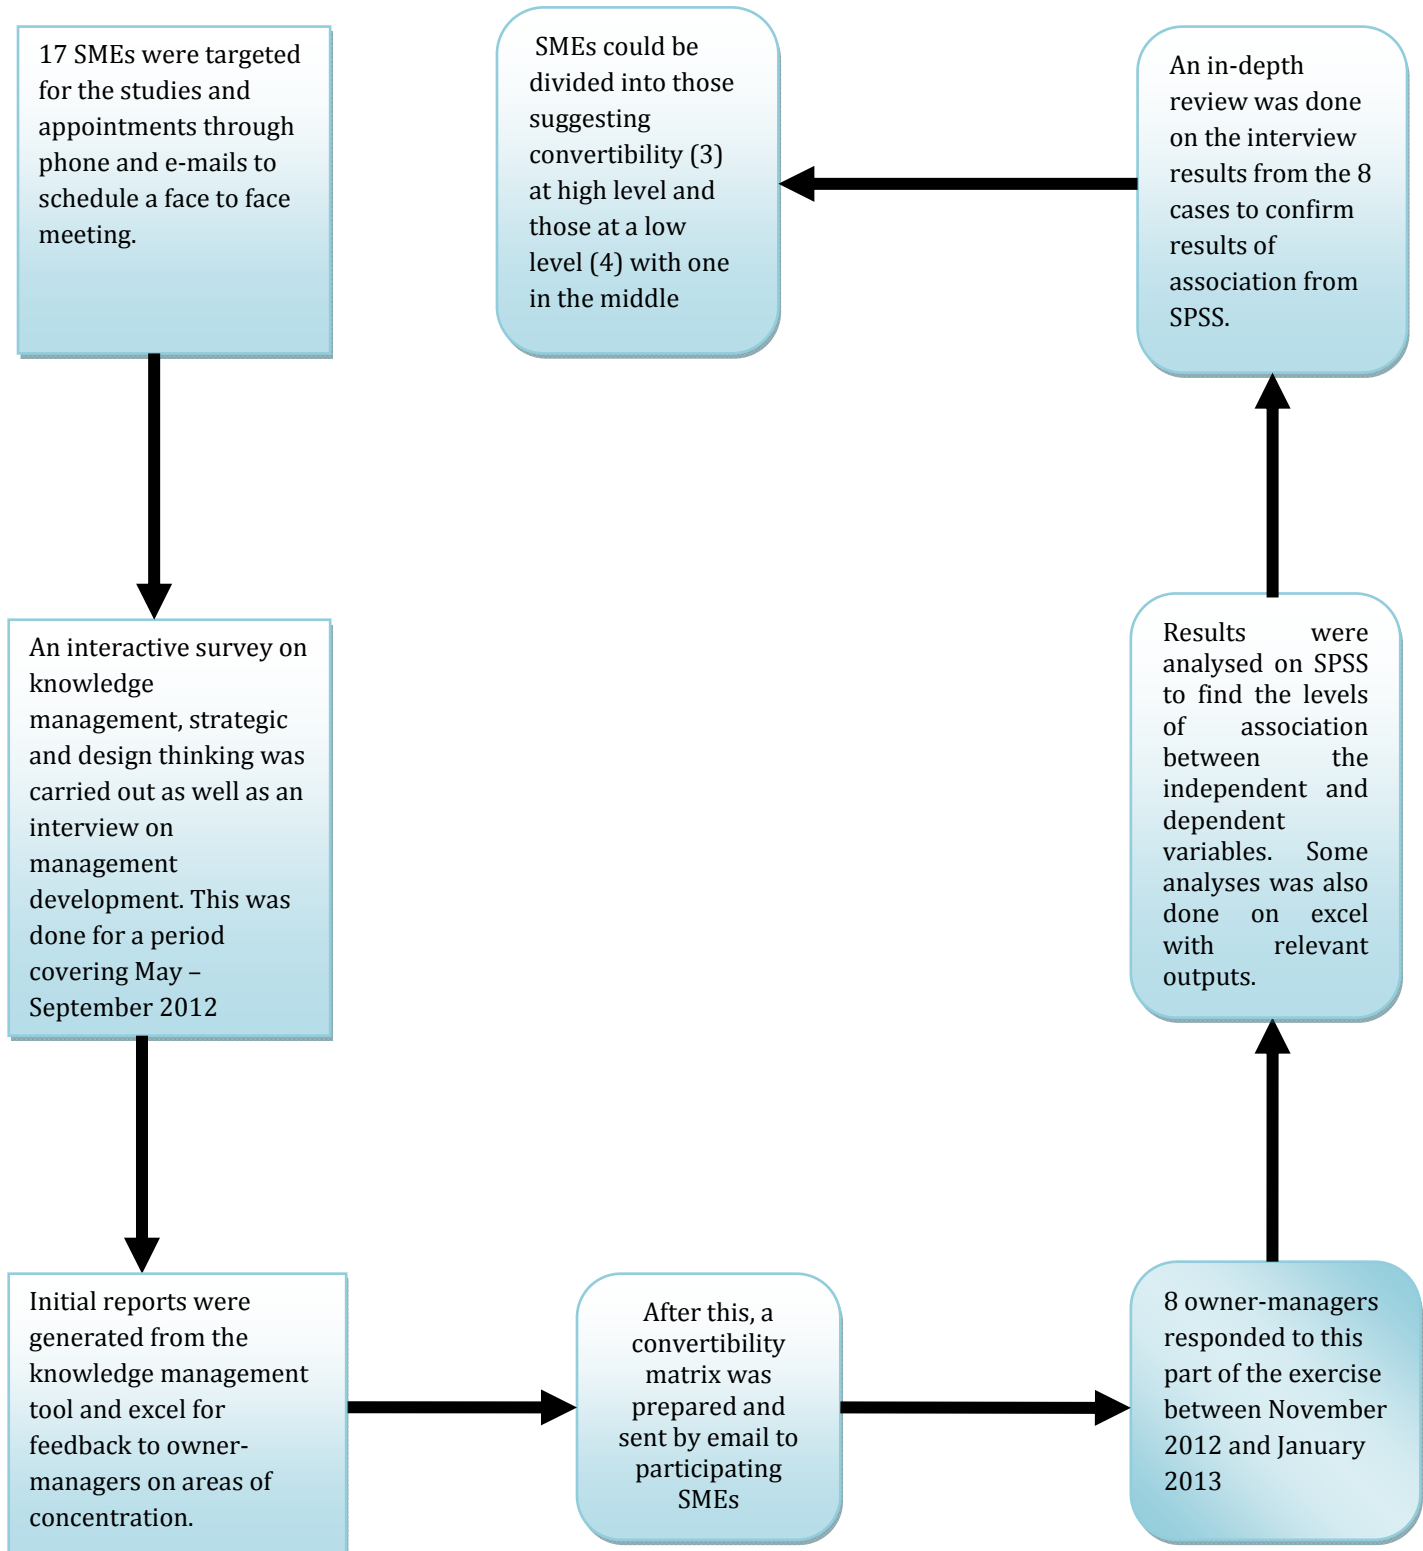 17 SMEs were targeted
for the studies and
appointments through
phone and e-mails to
schedule a face to face
meeting.
An interactive survey on
knowledge
management, strategic
and design thinking was
carried out as well as an
interview on
management
development. This was
done for a period
covering May –
September 2012
Initial reports were
generated from the
knowledge management
tool and excel for
feedback to owner-
managers on areas of
concentration.
After this, a
convertibility
matrix was
prepared and
sent by email to
participating
SMEs
8 owner-managers
responded to this
part of the exercise
between November
2012 and January
2013
Results were
analysed on SPSS
to find the levels
of association
between the
independent and
dependent
variables. Some
analyses was also
done on excel
with relevant
outputs.
An in-depth
review was done
on the interview
results from the 8
cases to confirm
results of
association from
SPSS.
SMEs could be
divided into those
suggesting
convertibility (3)
at high level and
those at a low
level (4) with one
in the middle